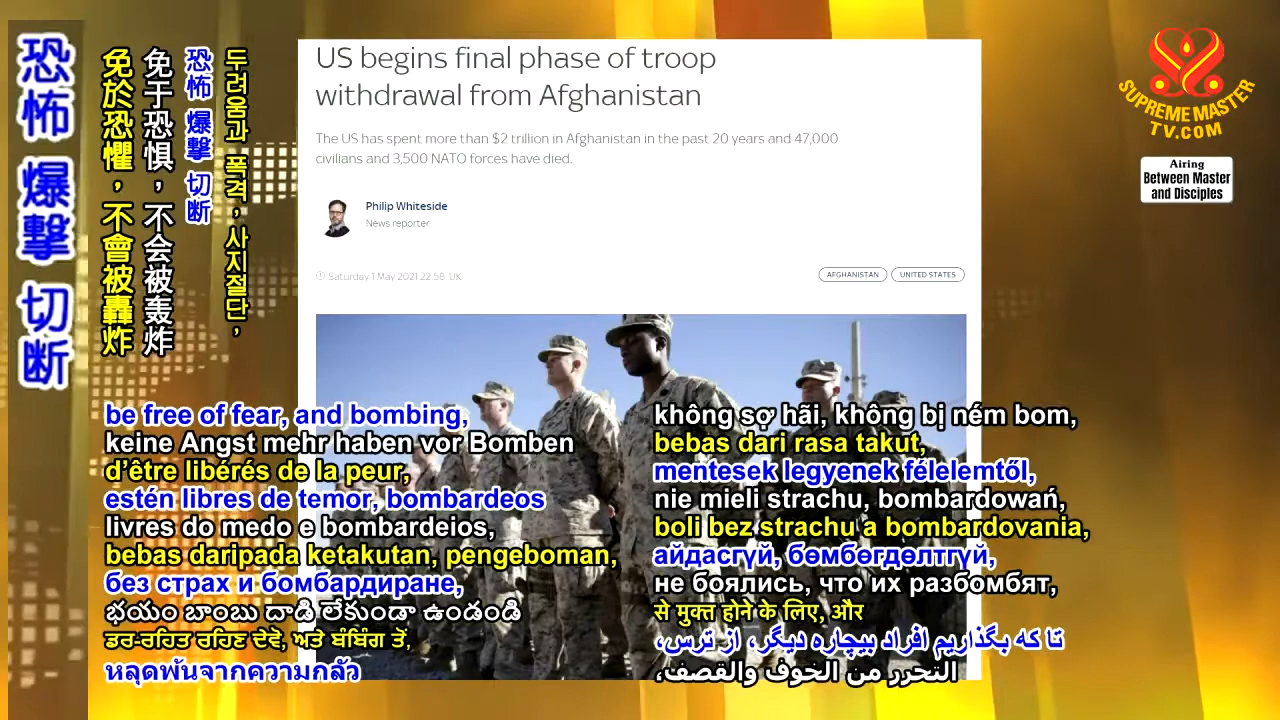 恐怖 爆擊 切断
免於恐懼，不會被轟炸
免于恐惧，不会被轰炸
恐怖 爆擊 切断
두려움과 폭격, 사지절단,
US begins final phase of troop
withdrawal from Afghanistan
The US has spent more than $2 trillion in Afghanistan in the past 20 years and 47,000
civilians and 3,500 NATO forces have died.
Philip Whiteside
News reporter
Saturday 1 May 2021 22:58, UK
AFGHANISTAN
UNITED STATES
SUPREME MASTER
TV.COM
Airing
Between Master
and Disciples
be free of fear, and bombing,
keine Angst mehr haben vor Bomben
d’être libérés de la peur,
estén libres de temor, bombardeos
livres do medo e bombardeios,
bebas daripada ketakutan, pengeboman,
без страх и бомбардиране,
భయం బాంబు దాడి లేకుండా ఉండండి
ਡਰ-ਰਹਿਤ ਰਹਿਣ ਦੇਵੋ, ਅਤੇ ਬੰਬਿੰਗ ਤੋਂ,
หลุดพ้นจากความกลัว
không sợ hãi, không bị ném bom,
bebas dari rasa takut,
mentesek legyenek félelemtől,
nie mieli strachu, bombardowań,
boli bez strachu a bombardovania,
айдасгүй, бөмбөгдөлтгүй,
не боялись, что их разбомбят,
से मुक्त होने के लिए, और
تا که بگذاریم افراد بیچاره دیگر، از ترس،
التحرر من الخوف والقصف،